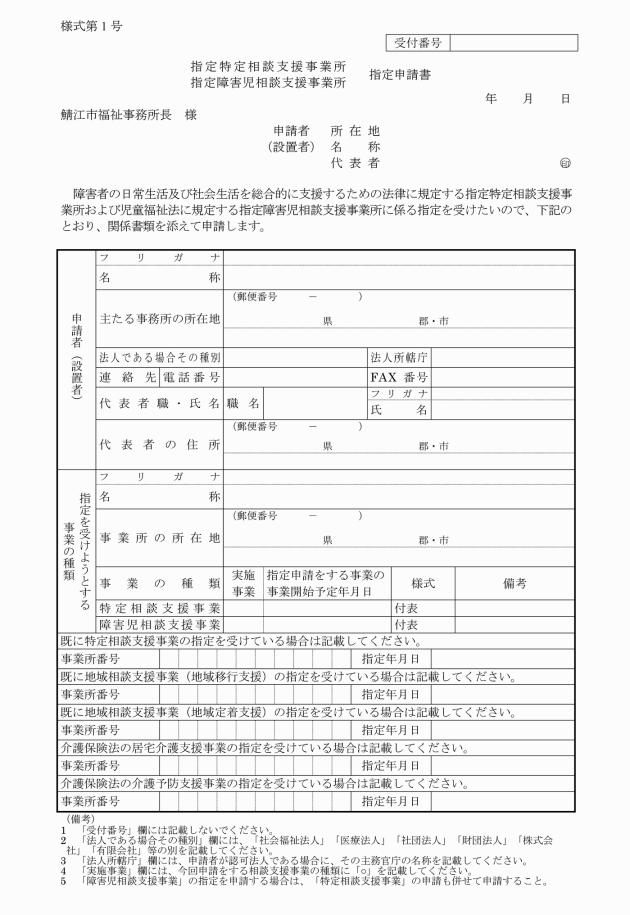 様式第1号
受付番号
指定特定相談支援事業所
指定障害児相談支援事業所
指定申請書
年 月 日
鯖江市福祉事務所長 様
申請者 所在地
(設置者) 名 称
代表者 ㊞
障害者の日常生活及び社会生活を総合的に支援するための法律に規定する指定特定相談支援事
業所および児童福祉法に規定する指定障害児相談支援事業所に係る指定を受けたいので、下記の
とおり、関係書類を添えて申請します。
申請者(設置者)
フリガナ
名 称
主たる事務所の所在地
(郵便番号 － )
県 郡・市
法人である場合その種別 法人所轄庁
連絡先 電話番号 FAX 番号
代表者職・氏名 職名 フリガナ
氏 名
代表者の住所
(郵便番号 － )
県 郡・市
指定を受けようとする
事業の種類
フリガナ
名 称
事業所の所在地
(郵便番号 － )
県 郡・市
事業の種類
実施
事業
指定申請をする事業の
事業開始予定年月日
様式 備考
特定相談支援事業 付表
障害児相談支援事業 付表
既に特定相談支援事業の指定を受けている場合は記載してください。
事業所番号 指定年月日
既に地域相談支援事業(地域移行支援)の指定を受けている場合は記載してください。
事業所番号 指定年月日
既に地域相談支援事業(地域定着支援)の指定を受けている場合は記載してください。
事業所番号 指定年月日
介護保険法の居宅介護支援事業の指定を受けている場合は記載してください。
事業所番号 指定年月日
介護保険法の介護予防支援事業の指定を受けている場合は記載してください。
事業所番号 指定年月日
(備考)
1 「受付番号」欄には記載しないでください。
2 「法人である場合その種別」欄には、「社会福祉法人」「医療法人」「社団法人」「財団法人」「株式会
社」「有限会社」等の別を記載してください。
3 「法人所轄庁」欄には、申請者が認可法人である場合に、その主務官庁の名称を記載してください。
4 「実施事業」欄には、今回申請をする相談支援事業の種類に「○」を記載してください。
5 「障害児相談支援事業」の指定を申請する場合は、「特定相談支援事業」の申請も併せて申請すること。